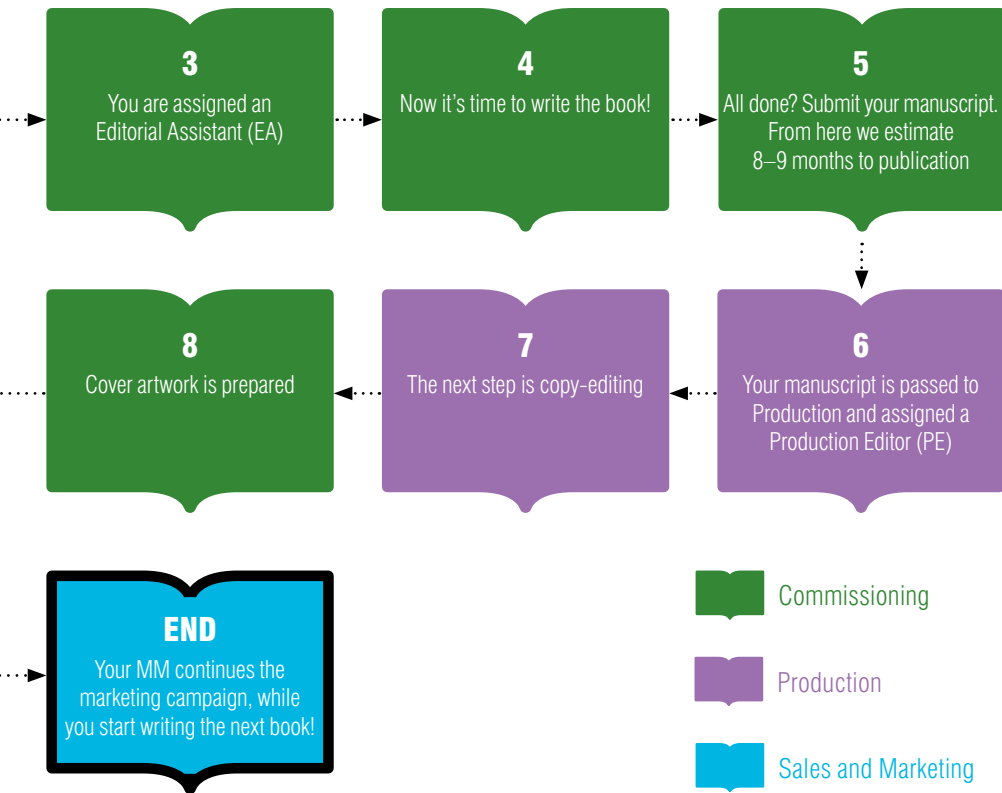 3
You are assigned an
Editorial Assistant (EA)
4
Now it's time to write the book!
5
All done? Submit your manuscript.
From here we estimate
8–9 months to publication
8
Cover artwork is prepared
7
The next step is copy-editing
6
Your manuscript is passed to
Production and assigned a
Production Editor (PE)
END
Your MM continues the
marketing campaign, while
you start writing the next book!
Commissioning
Production
Sales and Marketing